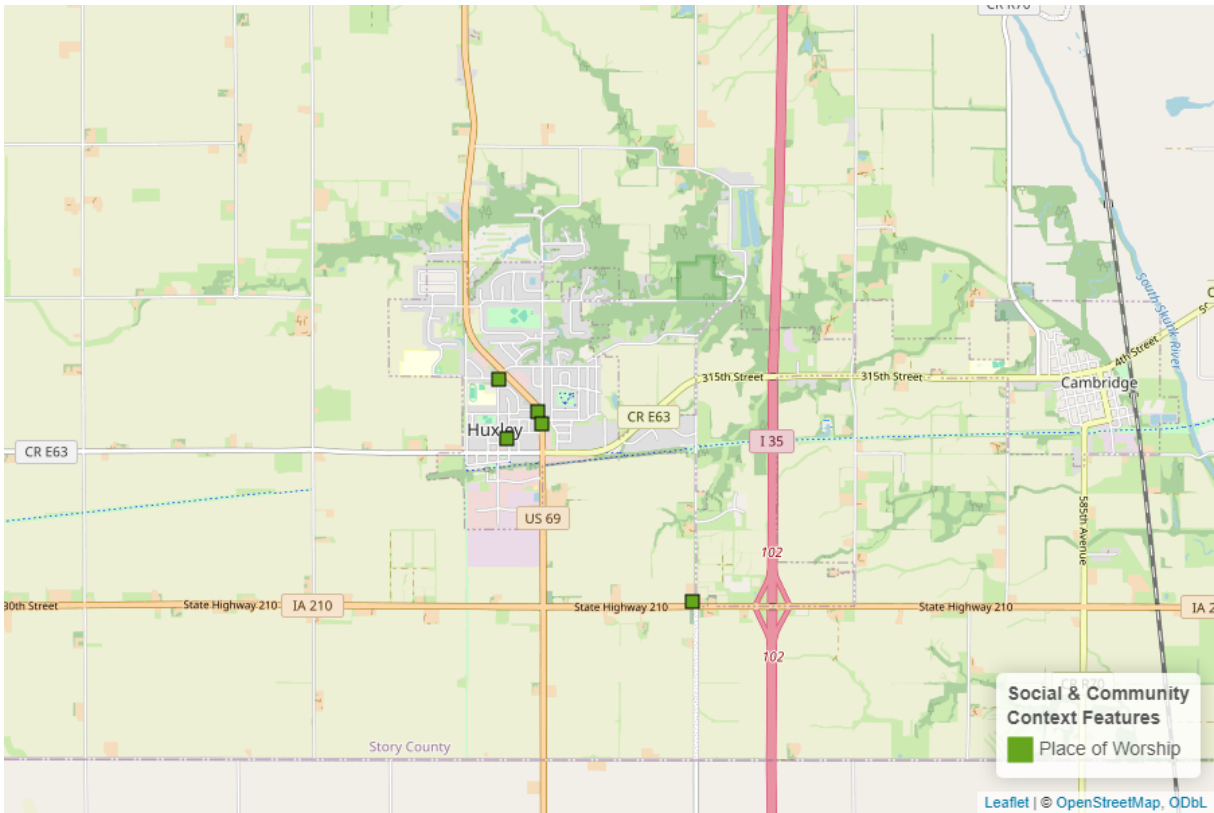 CR R70
South Skunk River
4th Street
315th Street
315th Street
Cambridge
CR E63
Huxley
I 35
CR E63
US 69
585th Avenue
102
30th Street
State Highway 210
IA 210
State Highway 210
State Highway 210
IA 2
102
CR R70
Social & Community
Context Features
Place of Worship
Story County
Leaflet | © OpenStreetMap, ODbL